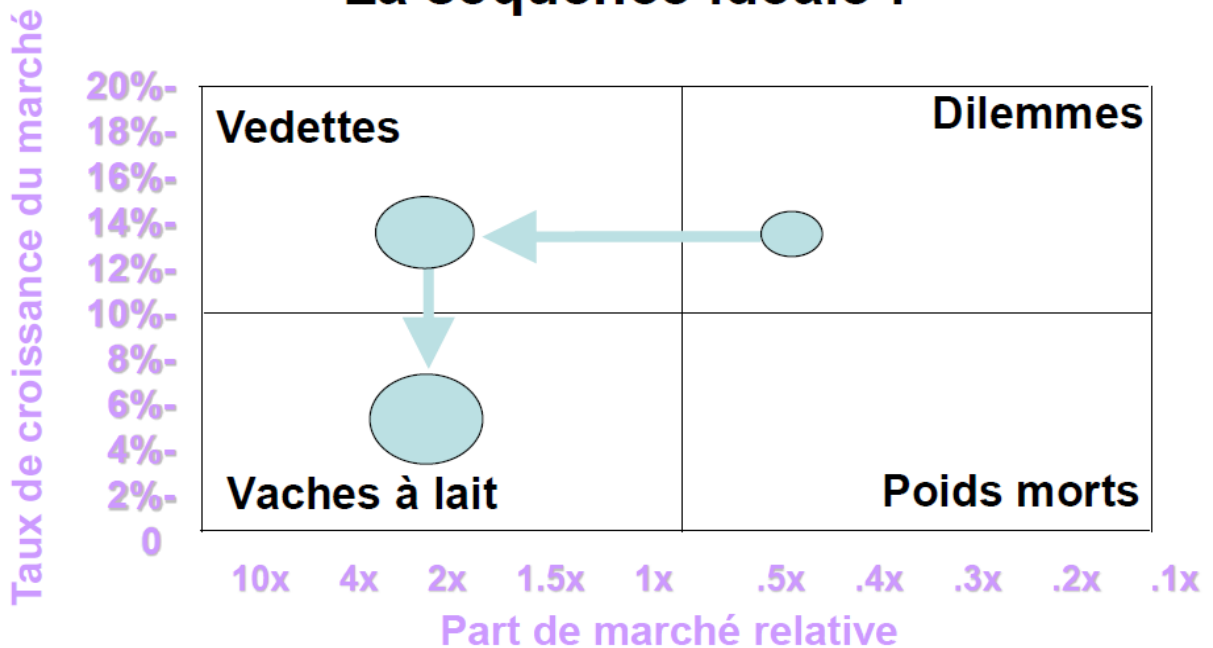 Taux de croissance du marché
20%-
18%-
16%-
14%-
12%-
10%-
8%-
6%-
4%-
2%-
0
Vedettes
Dilemmes
Vaches à lait
Poids morts
10x 4x 2x 1.5x 1x .5x .4x .3x .2x .1x
Part de marché relative